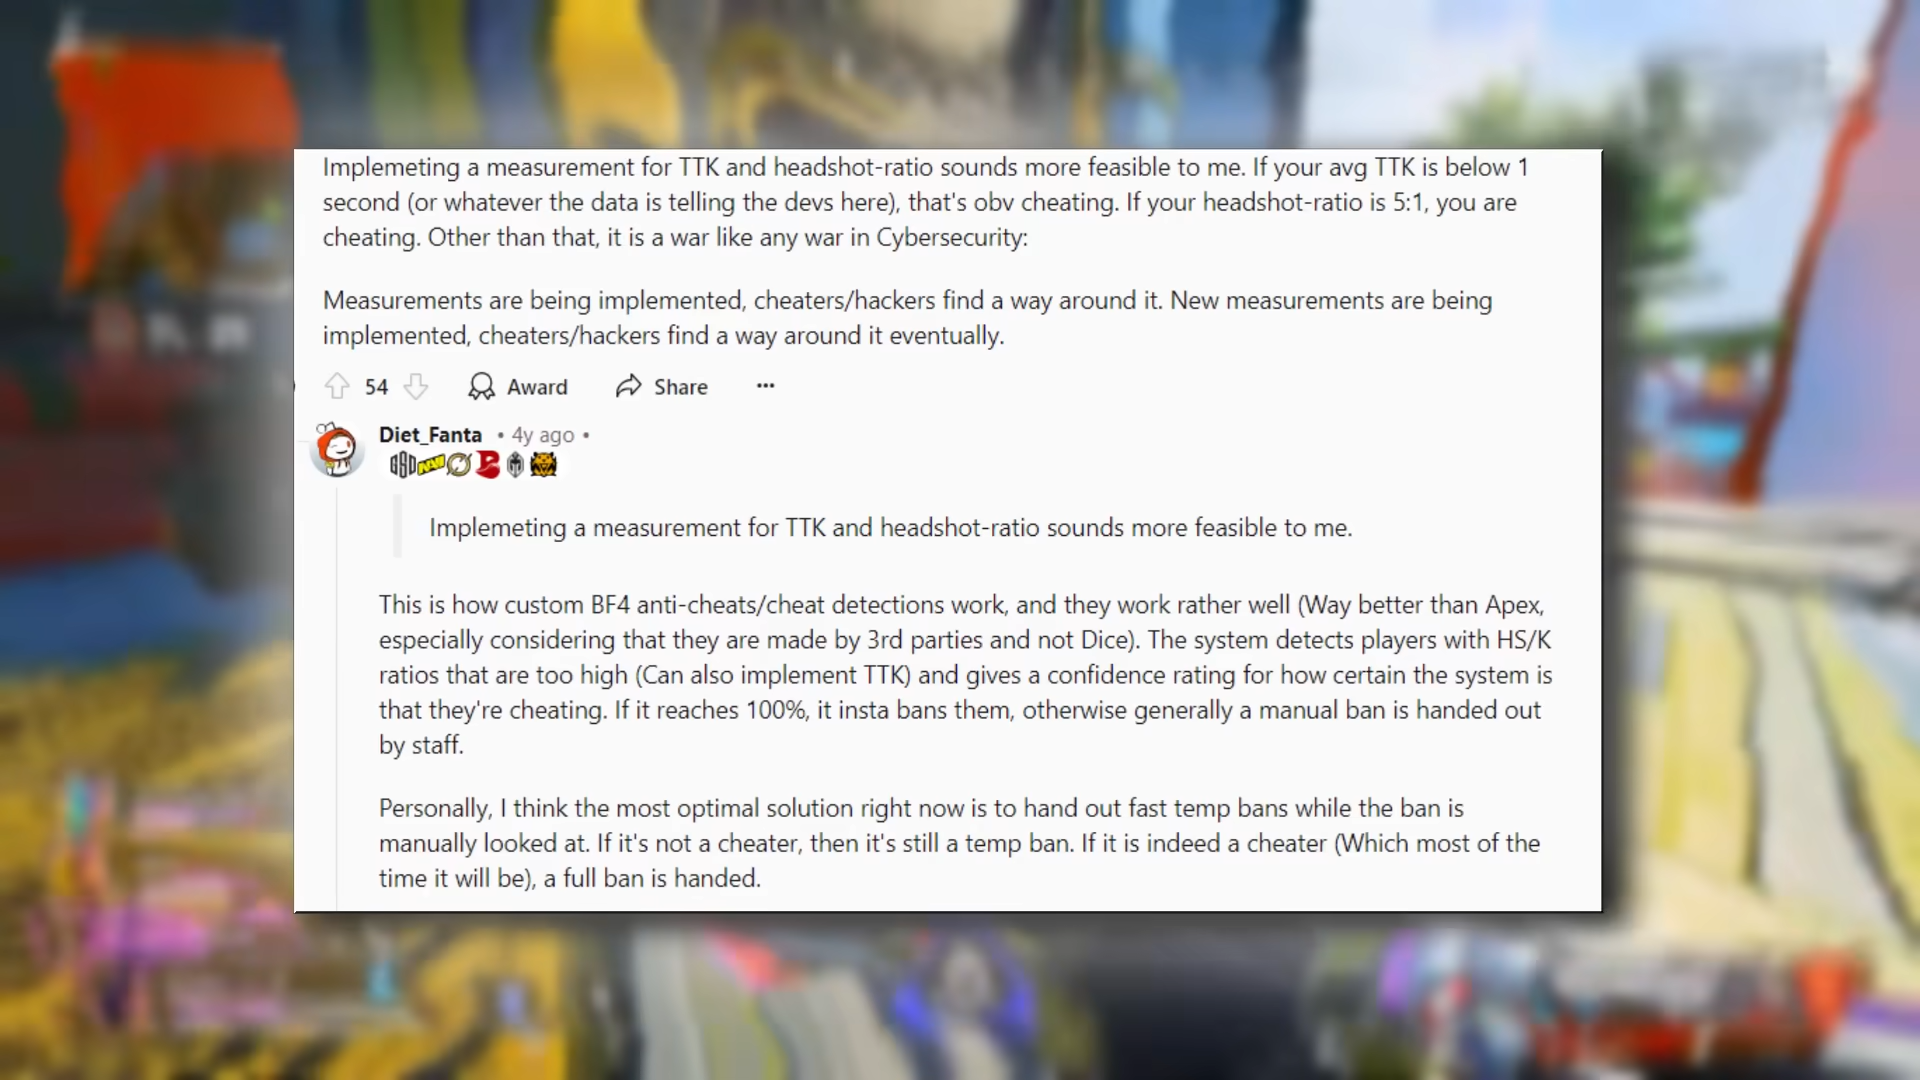 Implemeting a measurement for TTK and headshot-ratio sounds more feasible to me. If your avg TTK is below 1
second (or whatever the data is telling the devs here), that's obv cheating. If your headshot-ratio is 5:1, you are
cheating. Other than that, it is a war like any war in Cybersecurity:
Measurements are being implemented, cheaters/hackers find a way around it. New measurements are being
implemented, cheaters/hackers find a way around it eventually.
54 Award Share ...
Diet_Fanta • 4y ago •
Implemeting a measurement for TTK and headshot-ratio sounds more feasible to me.
This is how custom BF4 anti-cheats/cheat detections work, and they work rather well (Way better than Apex,
especially considering that they are made by 3rd parties and not Dice). The system detects players with HS/K
ratios that are too high (Can also implement TTK) and gives a confidence rating for how certain the system is
that they're cheating. If it reaches 100%, it insta bans them, otherwise generally a manual ban is handed out
by staff.
Personally, I think the most optimal solution right now is to hand out fast temp bans while the ban is
manually looked at. If it's not a cheater, then it's still a temp ban. If it is indeed a cheater (Which most of the
time it will be), a full ban is handed.